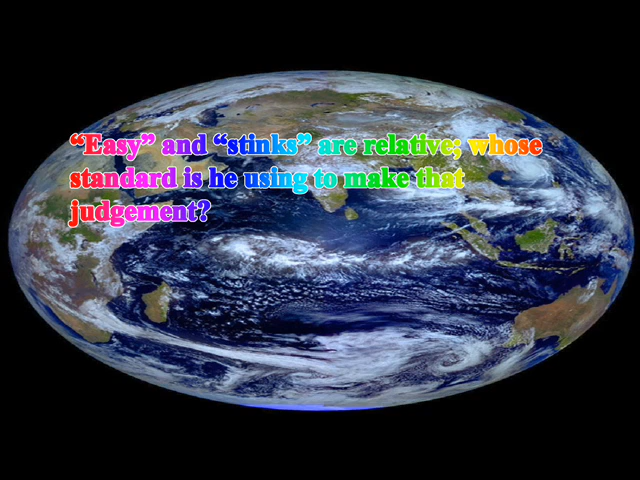 “Easy” and “stinks” are relative; whose
standard is he using to make that
judgement?